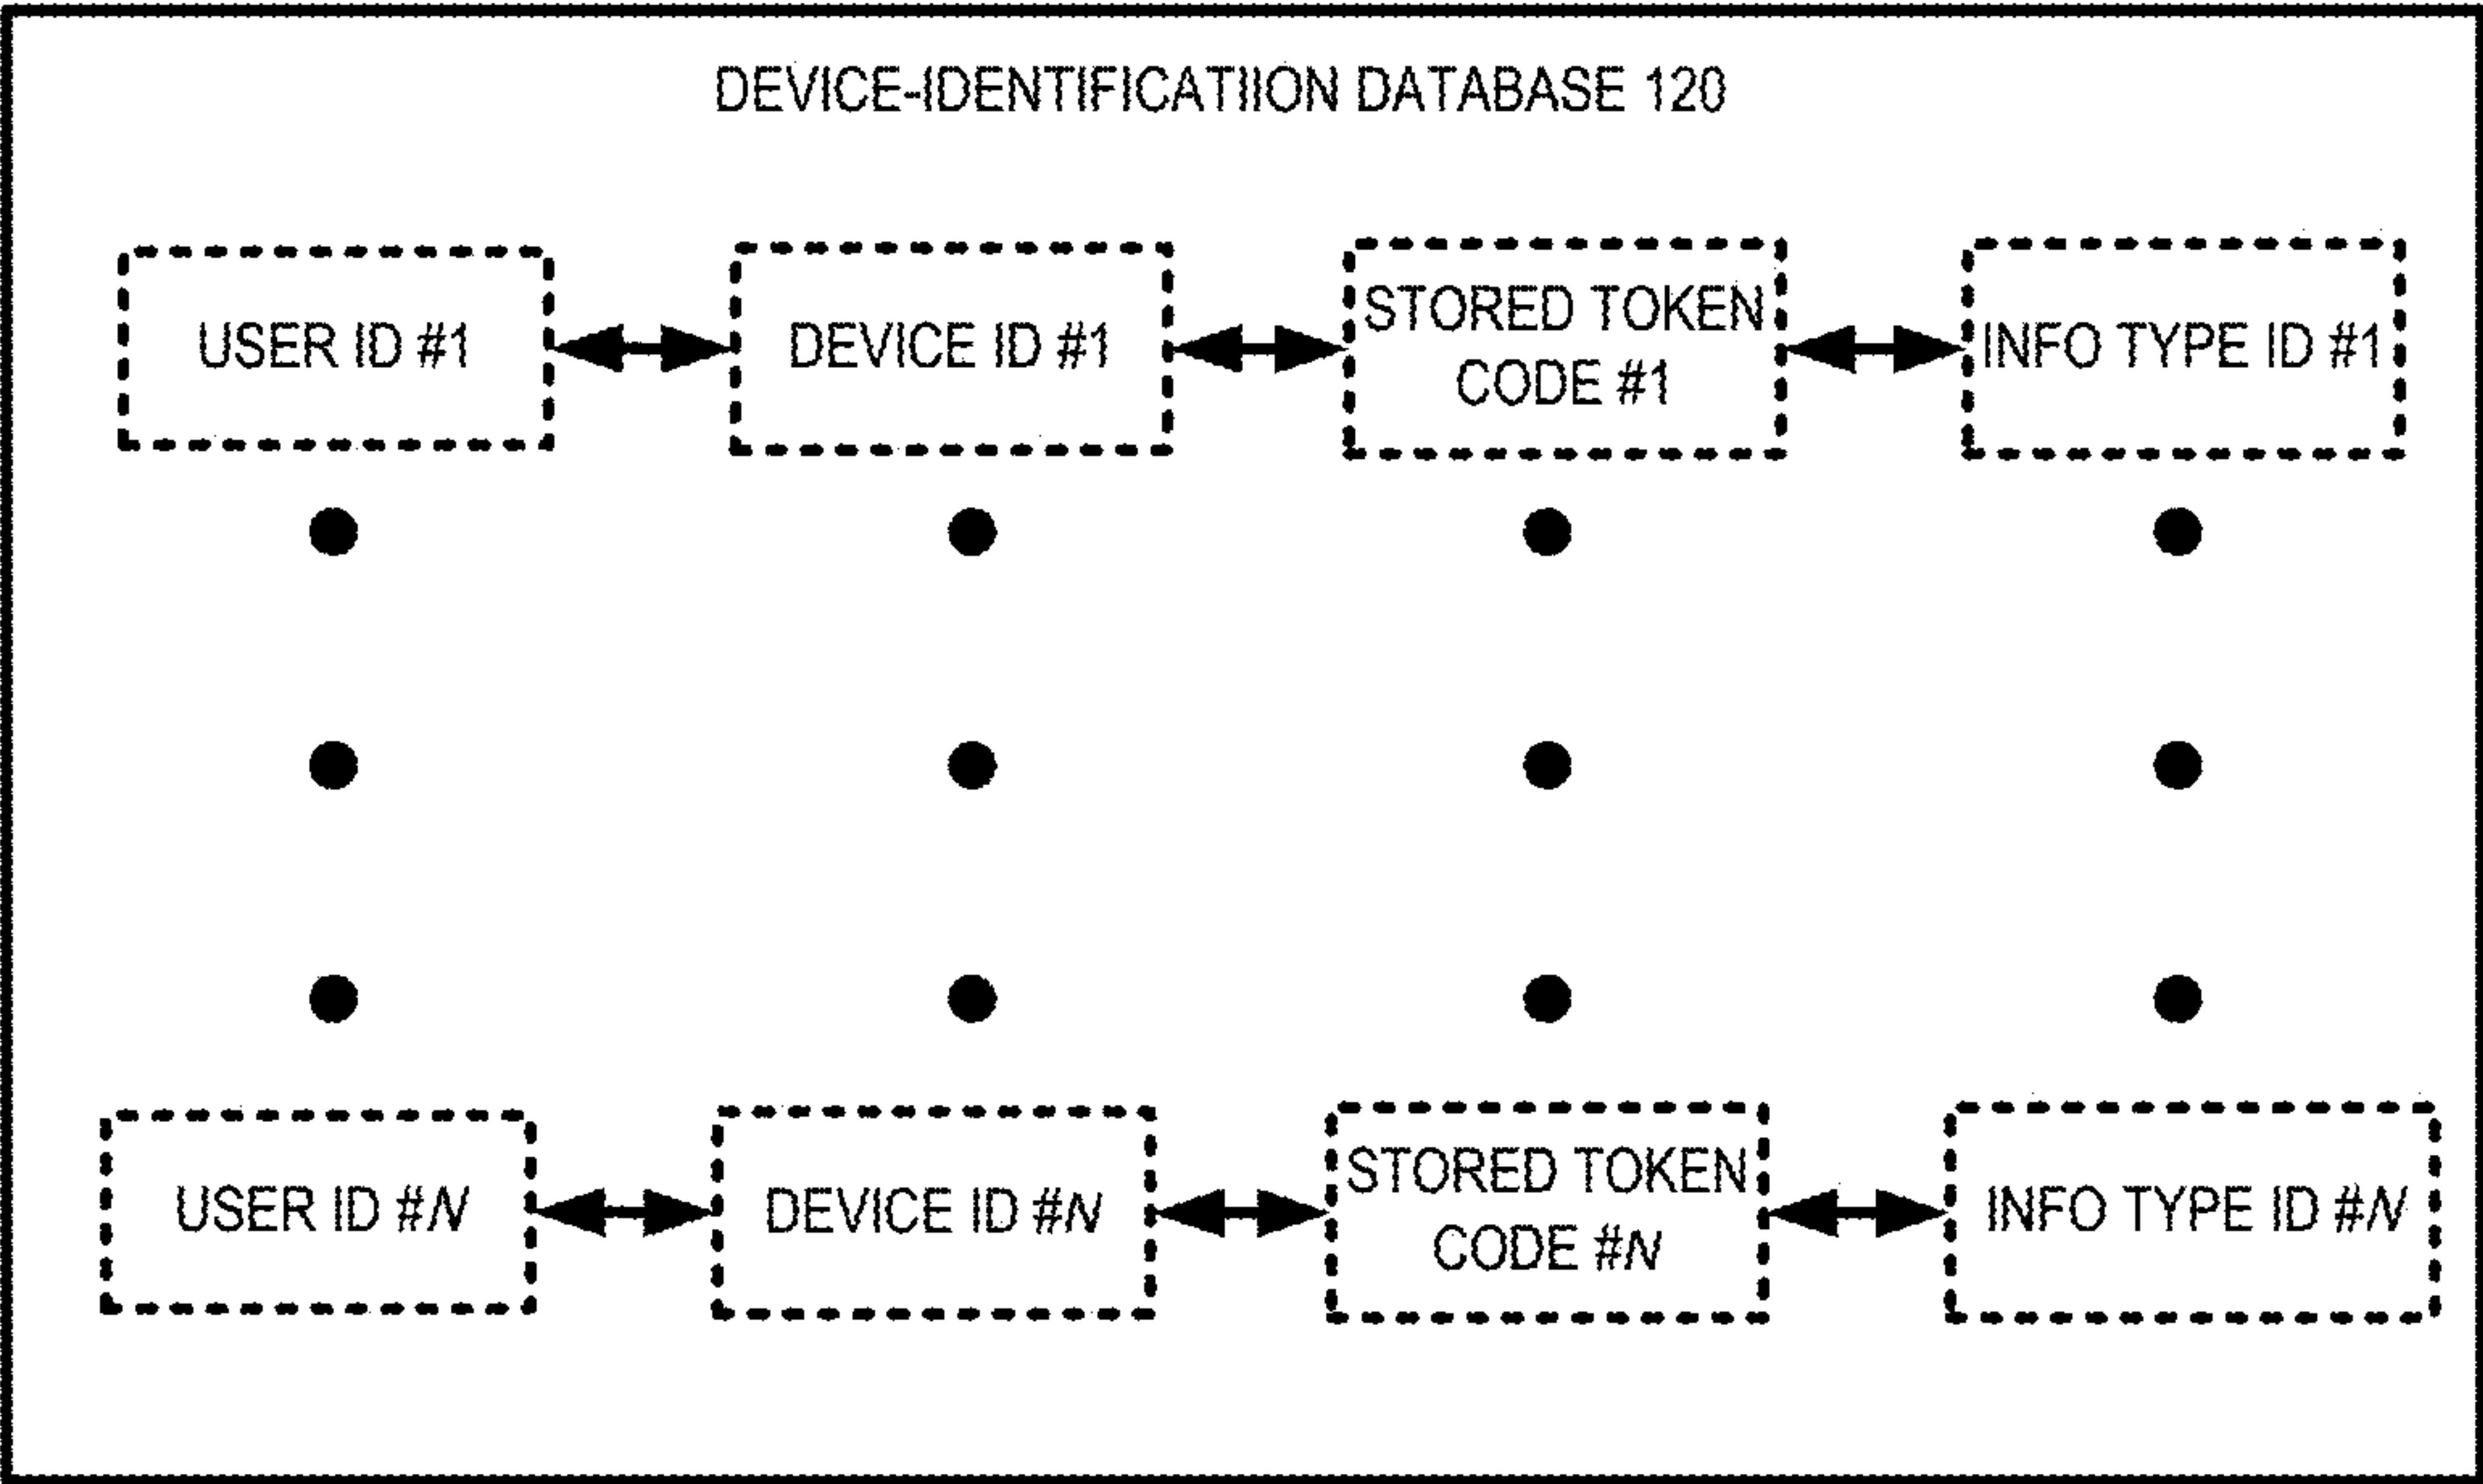 DEVICE-IDENTIFICATIION DATABASE 120
USER ID #1
DEVICE ID #1
STORED TOKEN
CODE #1
INFO TYPE ID #1
USER ID #N
DEVICE ID #N
STORED TOKEN
CODE #N
INFO TYPE ID #N